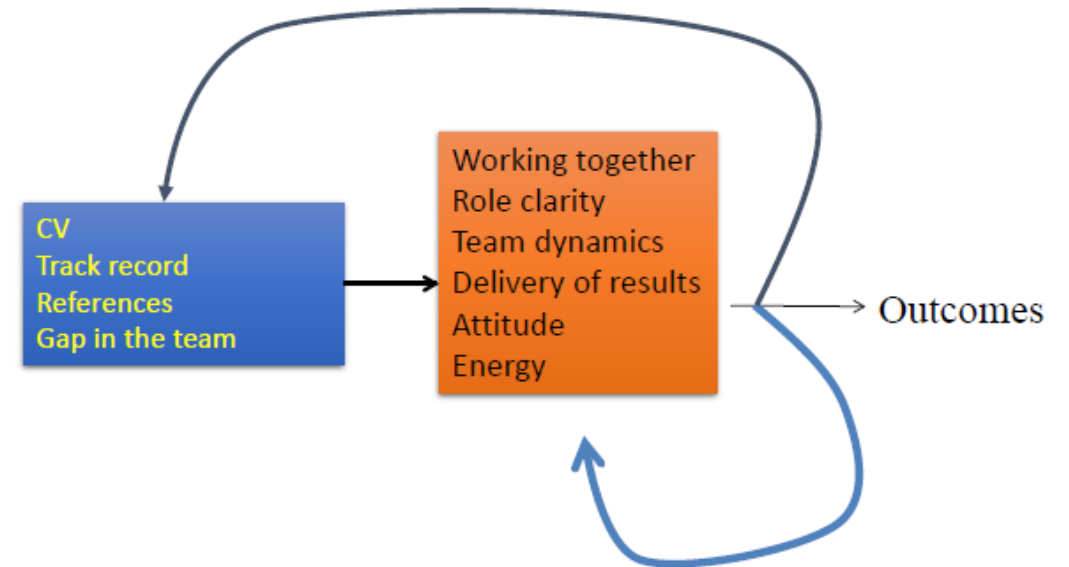 CV
Track record
References
Gap in the team
Working together
Role clarity
Team dynamics
Delivery of results
Attitude
Energy
Outcomes